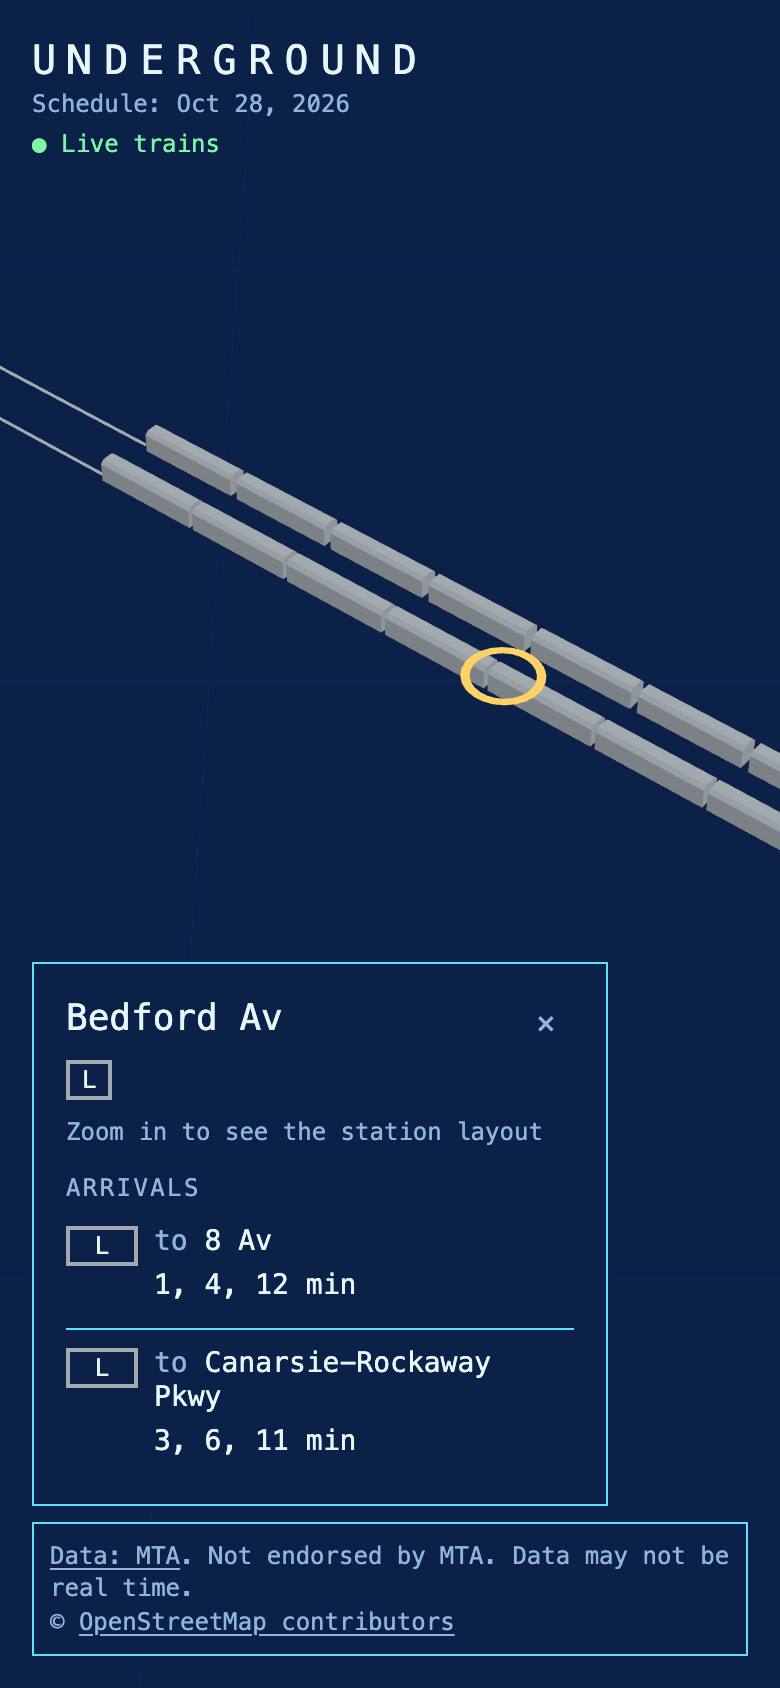 UNDERGROUND
Schedule: Oct 28, 2026
● Live trains
Bedford Av
×
L
Zoom in to see the station layout
ARRIVALS
L to 8 Av
1, 4, 12 min
L to Canarsie–Rockaway
Pkwy
3, 6, 11 min
Data: MTA. Not endorsed by MTA. Data may not be
real time.
© OpenStreetMap contributors